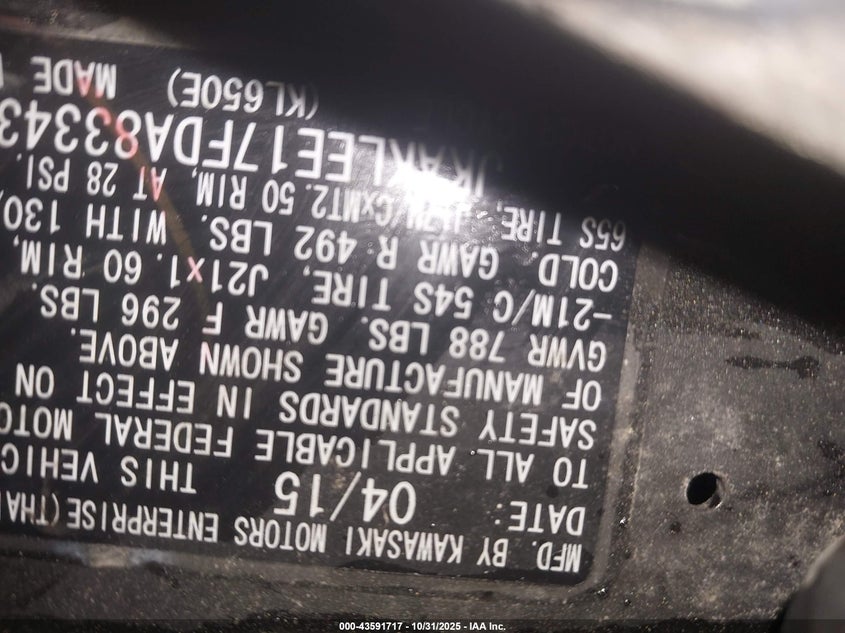 MFD. BY KAWASAKI MOTORS ENTERPRISE(THAI
DATE: 04/15 THIS VEHIC
TO ALL APPLICABLE FEDERAL MOTO
SAFETY STANDARDS IN EFFECT ON
OF MANUFACTURE SHOWN ABOVE.
GVWR 788 LBS. GAWR F 296 LBS.
-21M/C 54S TIRE, J21x1.60 RIM,
COLD. GAWR R 492 LBS. WITH 130/
65S TIRE, AT 28 PSI.
JKAKLEE17FDA83343
(KL650E) MADE
000-43591717 - 10/31/2025 - IAA Inc.